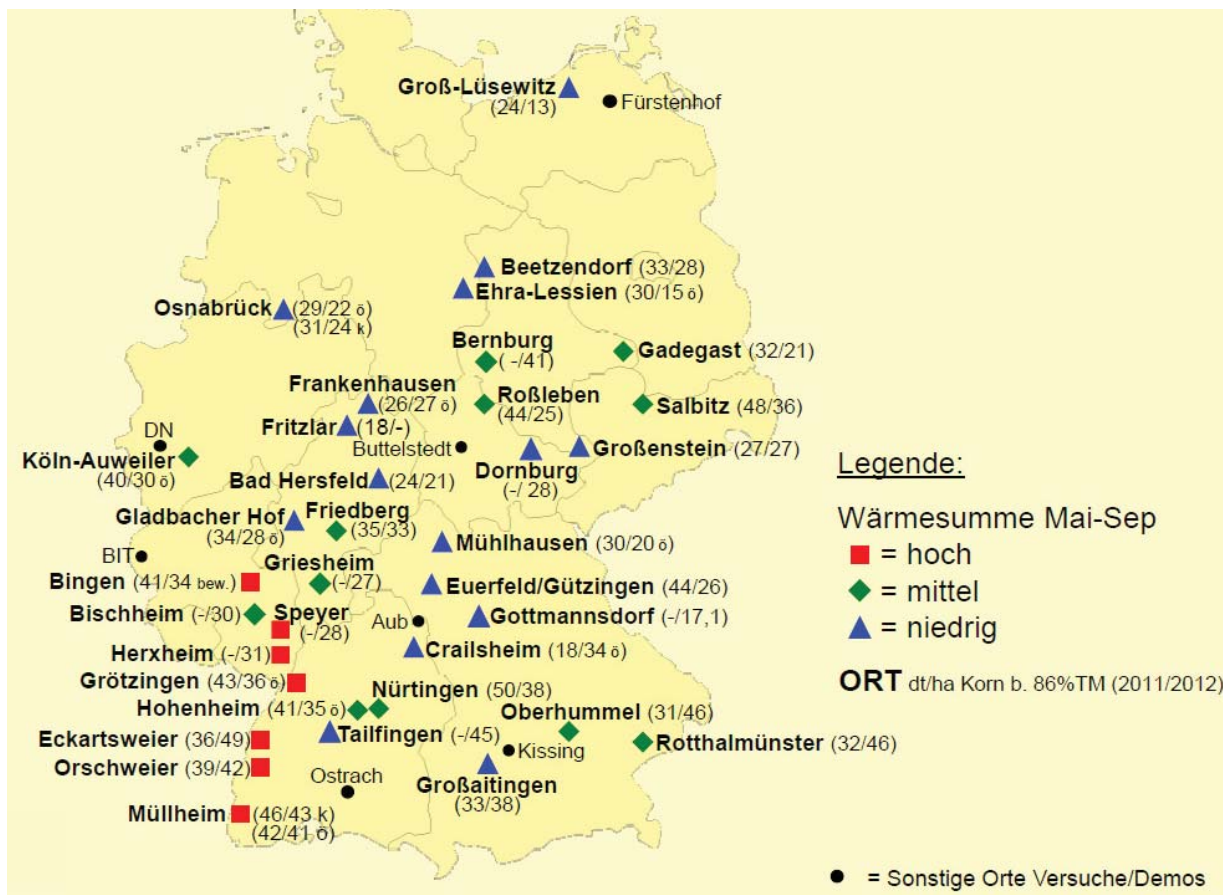 Groß-Lüsewitz
(24/13)
Fürstenhof
Beetzendorf (33/28)
Ehra-Lessien (30/15 ö)
Osnabrück (29/22 ö)
(31/24 k)
Bernburg
( -/41)
Gadegast (32/21)
Frankenhausen
(26/27 ö)
Roßleben
(44/25)
Salbitz (48/36)
Fritzlar (18/-)
DN
Buttelstedt
Großenstein (27/27)
Köln-Auweiler
(40/30 ö)
Dornburg
(-/ 28)
Bad Hersfeld (24/21)
Gladbacher Hof
(34/28 ö)
Friedberg
(35/33)
Mühlhausen (30/20 ö)
BIT
Griesheim
(-/27)
Bingen (41/34 bew.)
Euerfeld/Gützingen (44/26)
Bischheim (-/30)
Speyer
(-/28)
Aub
Gottmannsdorf (-/17,1)
Herxheim (-/31)
Crailsheim (18/34 ö)
Grötzingen (43/36 ö)
Nürtingen (50/38)
Hohenheim (41/35 ö)
Oberhummel (31/46)
Eckartsweier (36/49)
Tailfingen (-/45)
Kissing
Rotthalmünster (32/46)
Orschweier (39/42)
Ostrach
Großaitingen
(33/38)
Müllheim (46/43 k)
(42/41 ö)
Legende:
Wärmesumme Mai-Sep
= hoch
= mittel
= niedrig
ORT dt/ha Korn b. 86%TM (2011/2012)
= Sonstige Orte Versuche/Demos